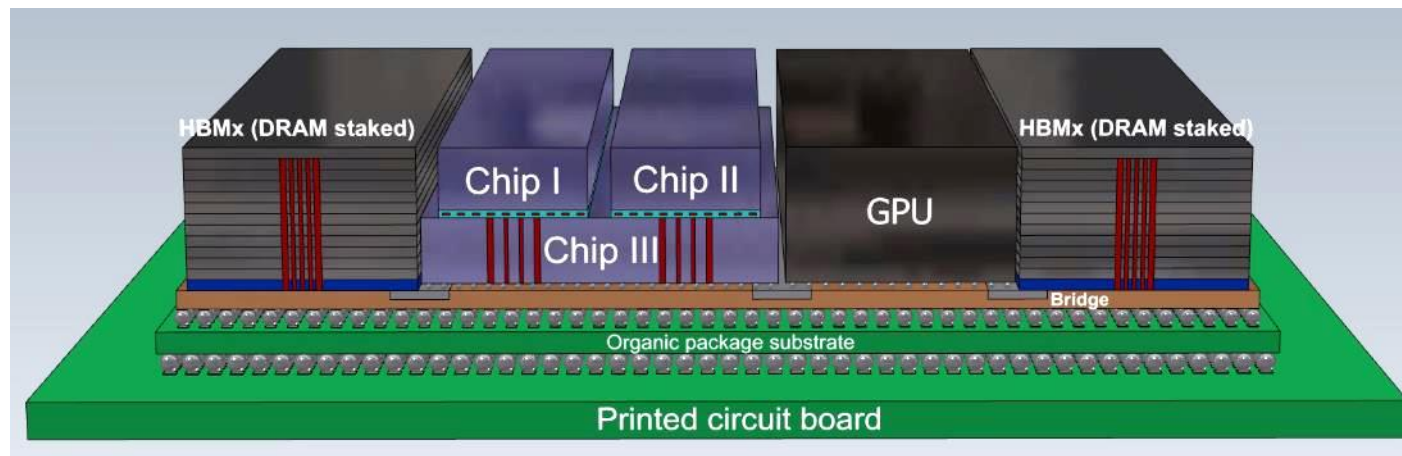 HBMx (DRAM staked)
HBMx (DRAM staked)
Chip I
Chip II
GPU
Chip III
Bridge
Organic package substrate
Printed circuit board